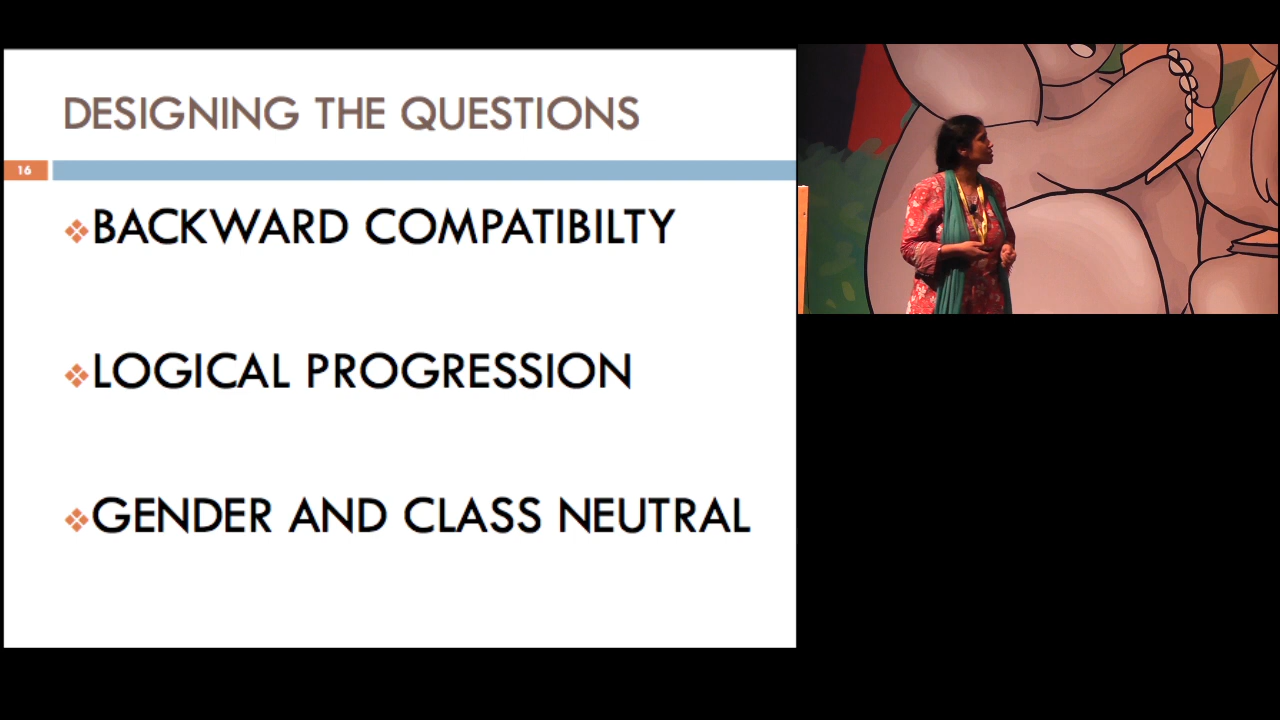 DESIGNING THE QUESTIONS
16
BACKWARD COMPATIBILTY
LOGICAL PROGRESSION
GENDER AND CLASS NEUTRAL